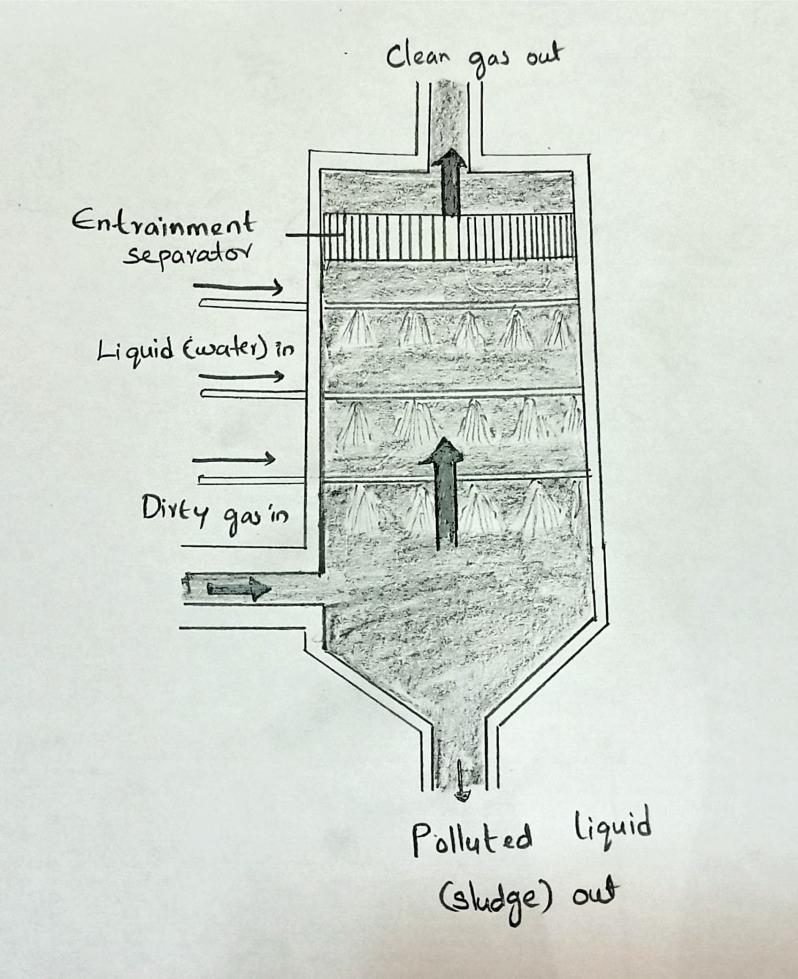 Clean gas out
Entrainment
separator
Liquid (water) in
Dirty gas in
Polluted liquid
(sludge) out